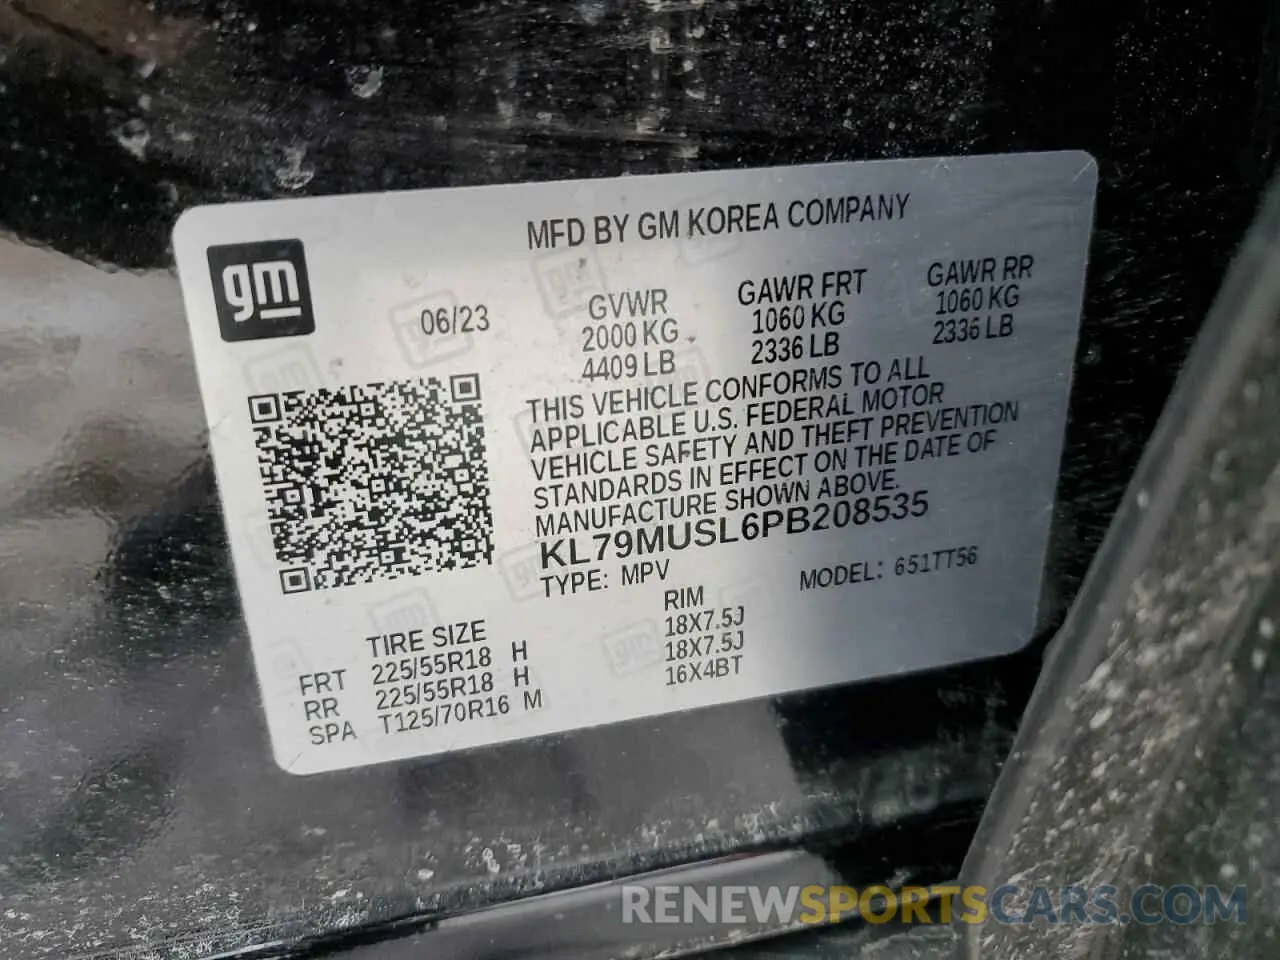 MFD BY GM KOREA COMPANY
gm
06/23
GVWR GAWR FRT GAWR RR
2000 KG 1060 KG 1060 KG
4409 LB 2336 LB 2336 LB
THIS VEHICLE CONFORMS TO ALL
APPLICABLE U.S. FEDERAL MOTOR
VEHICLE SAFETY AND THEFT PREVENTION
STANDARDS IN EFFECT ON THE DATE OF
MANUFACTURE SHOWN ABOVE.
KL79MUSL6PB208535
TYPE: MPV MODEL: 651TT56
TIRE SIZE RIM
FRT 225/55R18 H 18X7.5J
RR 225/55R18 H 18X7.5J
SPA T125/70R16 M 16X4BT
RENEWSPORTSCARS.COM